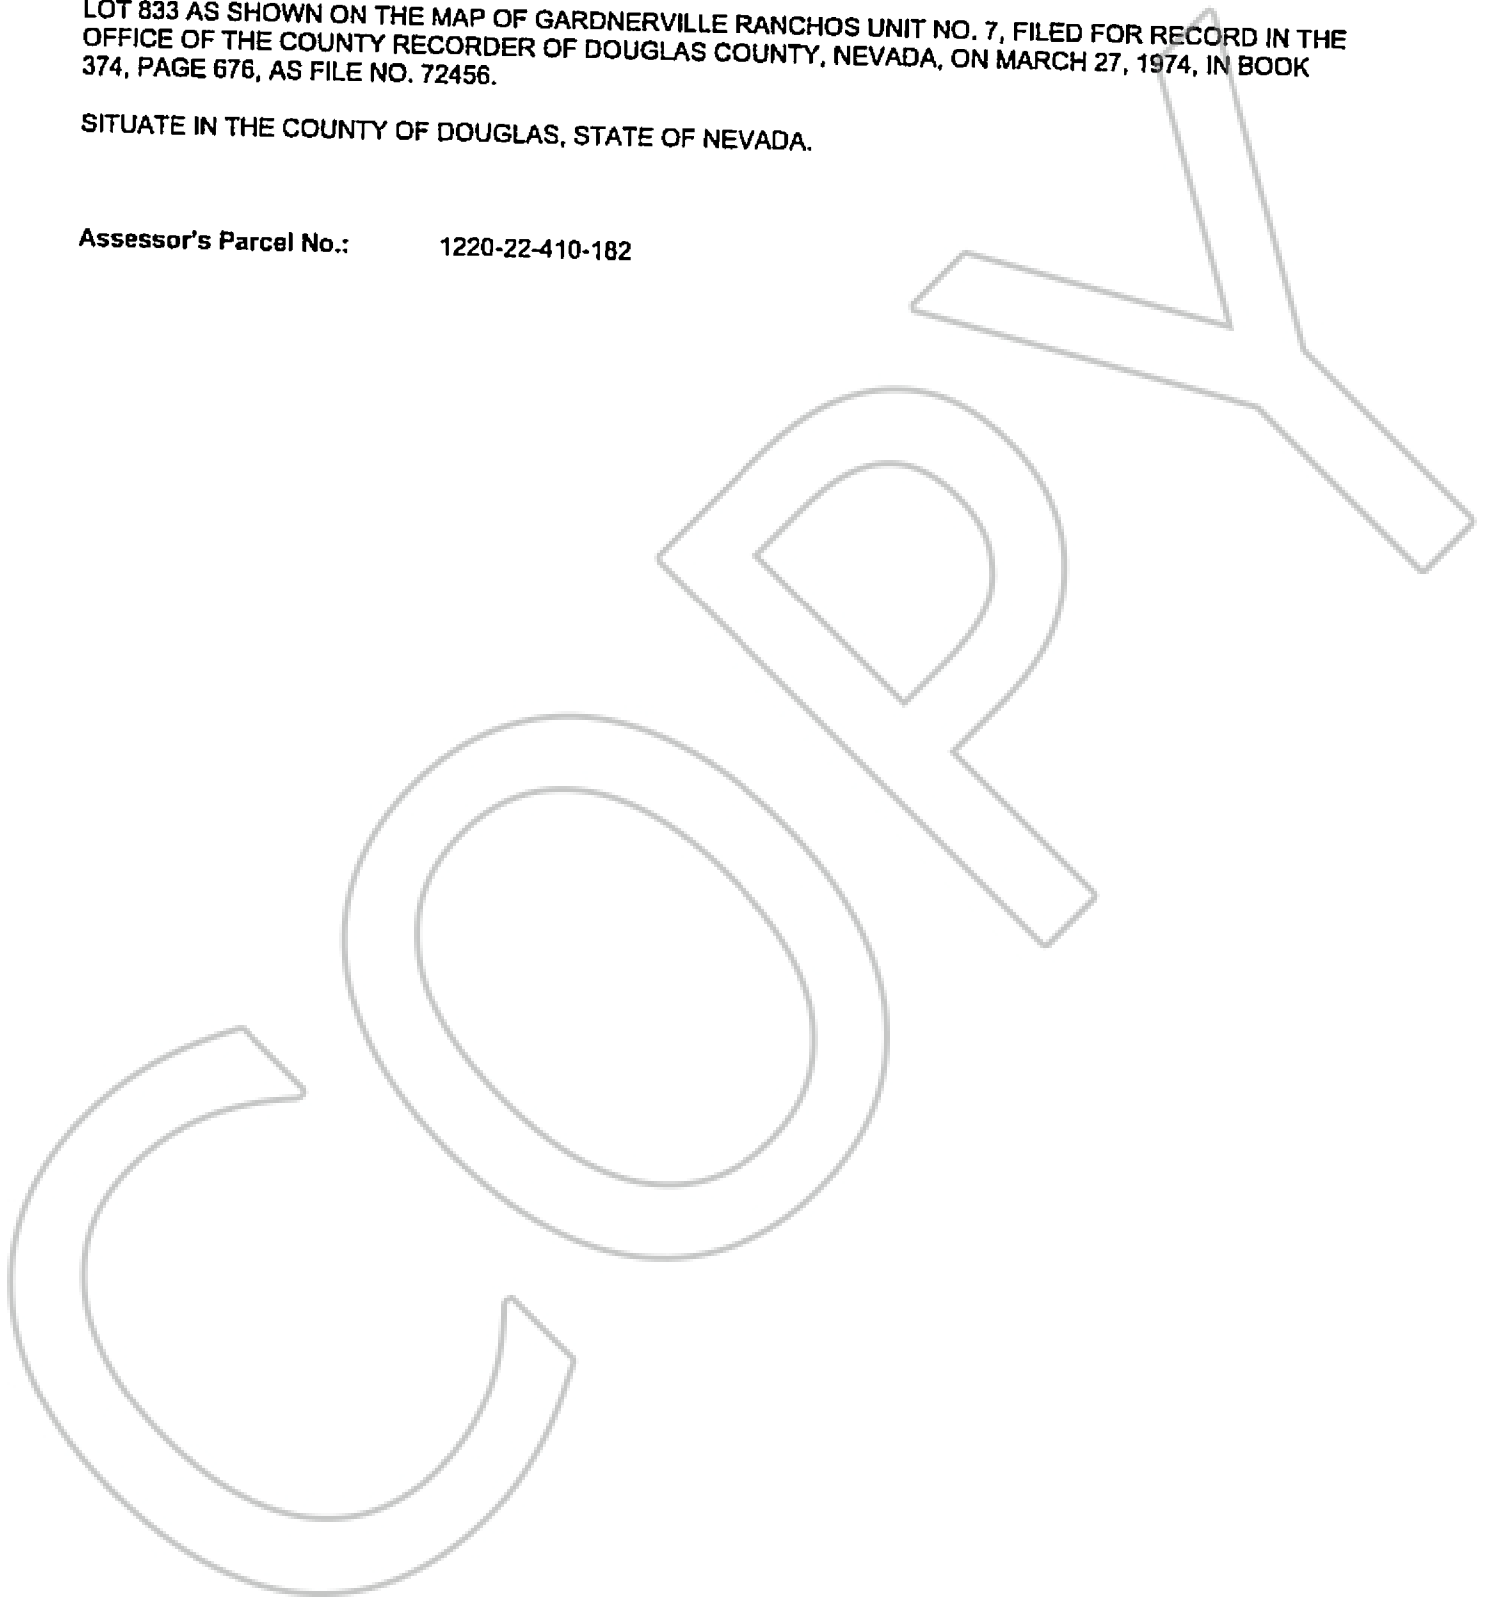 LOT 833 AS SHOWN ON THE MAP OF GARDNERVILLE RANCHOS UNIT NO. 7, FILED FOR RECORD IN THE
OFFICE OF THE COUNTY RECORDER OF DOUGLAS COUNTY, NEVADA, ON MARCH 27, 1974, IN BOOK
374, PAGE 676, AS FILE NO. 72456.
SITUATE IN THE COUNTY OF DOUGLAS, STATE OF NEVADA.
Assessor's Parcel No.: 1220-22-410-182
COPY